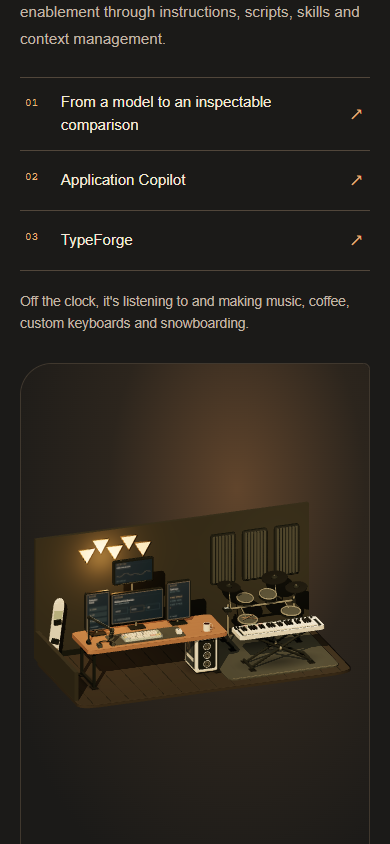 enablement through instructions, scripts, skills and
context management.
01
From a model to an inspectable
comparison
↗
02
Application Copilot
↗
03
TypeForge
↗
Off the clock, it's listening to and making music, coffee,
custom keyboards and snowboarding.